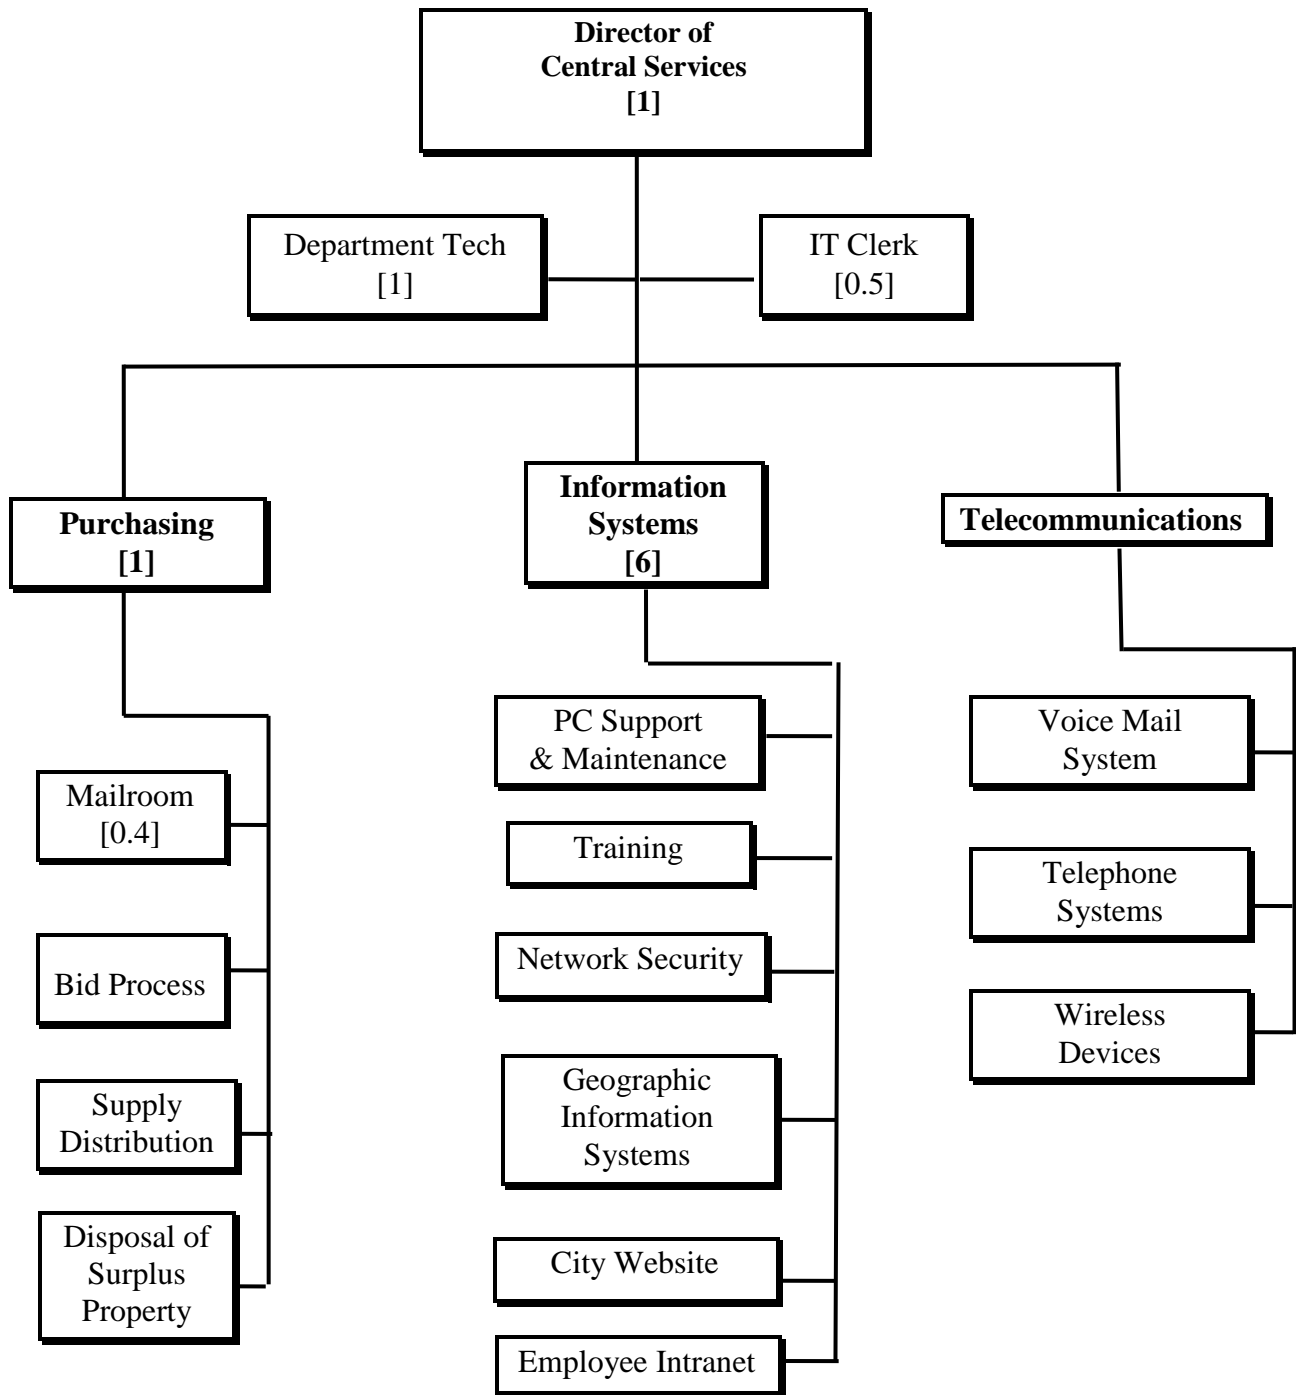 Director of
Central Services
[1]
Department Tech
[1]
IT Clerk
[0.5]
Purchasing
[1]
Information
Systems
[6]
Telecommunications
Mailroom
[0.4]
Bid Process
Supply
Distribution
Disposal of
Surplus
Property
PC Support
& Maintenance
Training
Network Security
Geographic
Information
Systems
City Website
Employee Intranet
Voice Mail
System
Telephone
Systems
Wireless
Devices